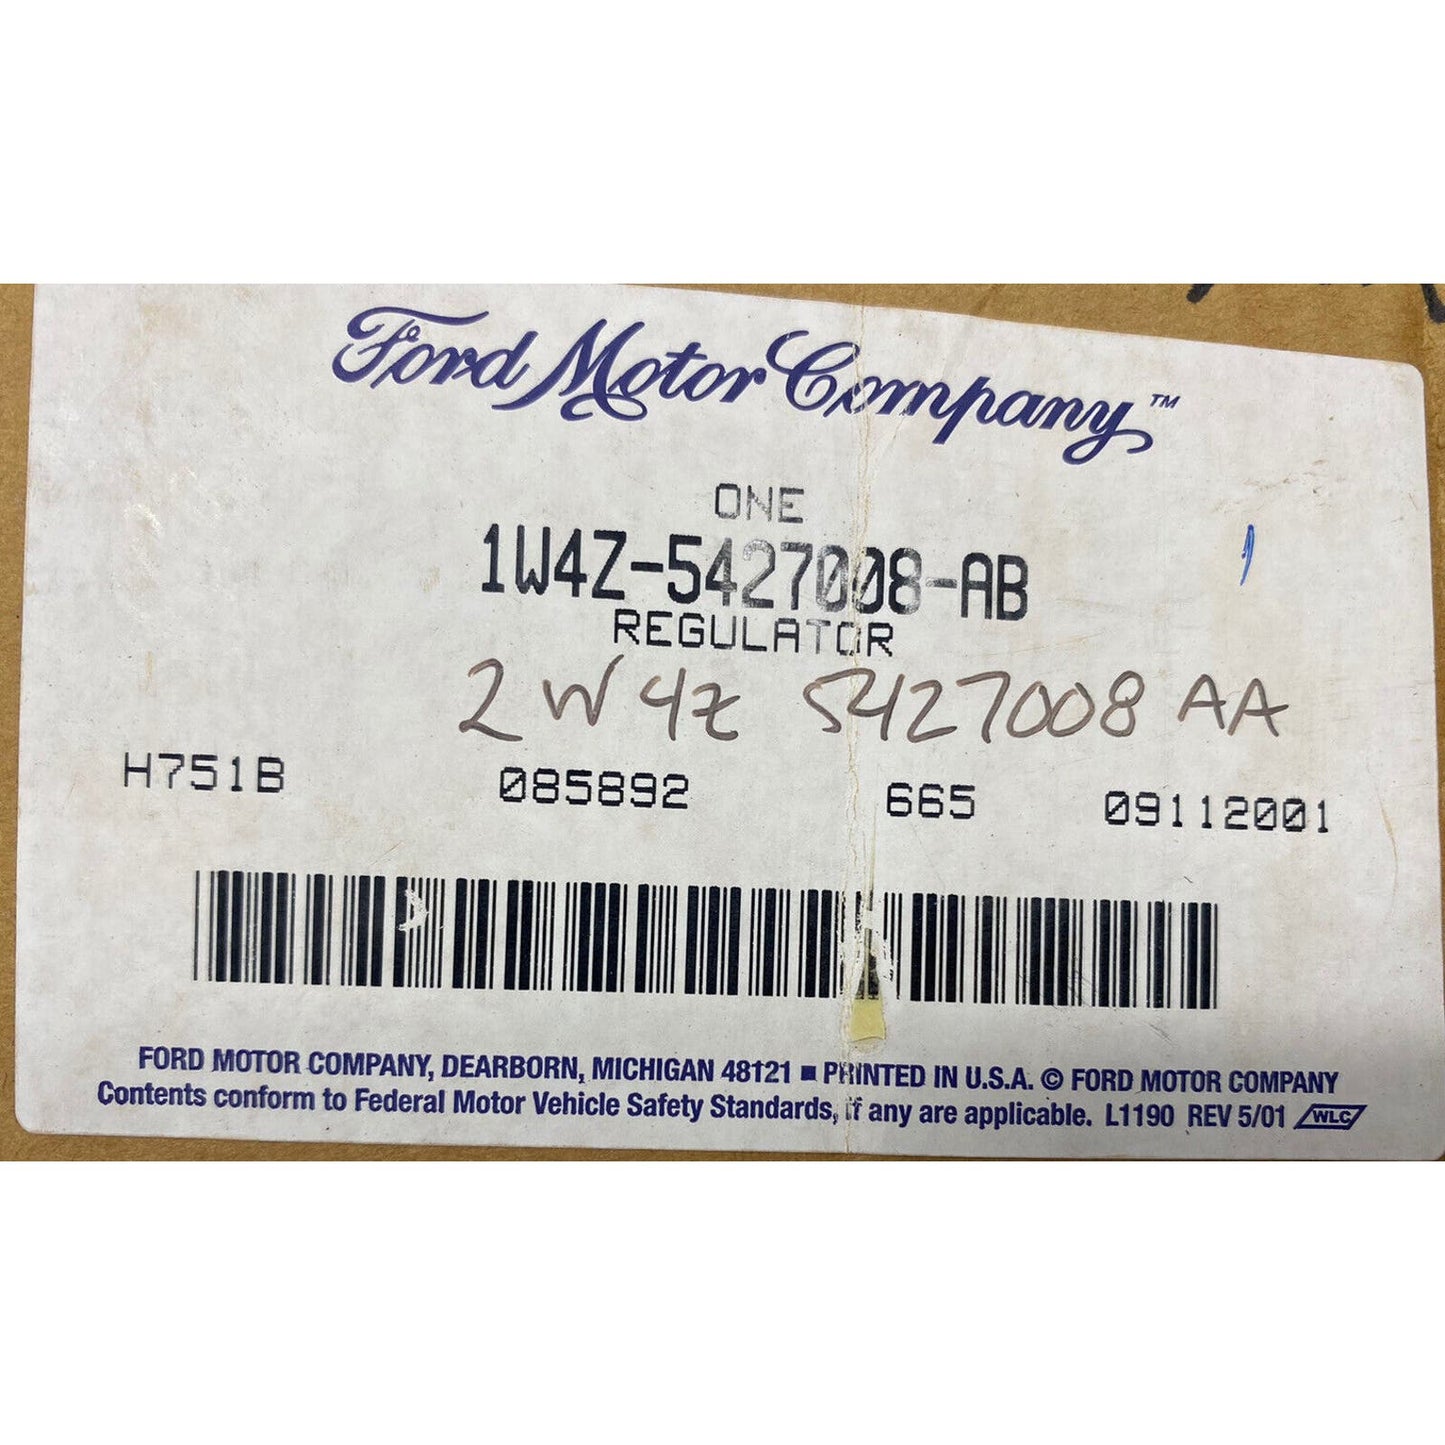 Ford Motor Company™
ONE
1W4Z-5427008-AB
REGULATOR
2W4Z 5427008 AA
H751B 085892 665 09112001
FORD MOTOR COMPANY, DEARBORN, MICHIGAN 48121 ■ PRINTED IN U.S.A. © FORD MOTOR COMPANY
Contents conform to Federal Motor Vehicle Safety Standards, if any are applicable. L1190 REV 5/01 WLC